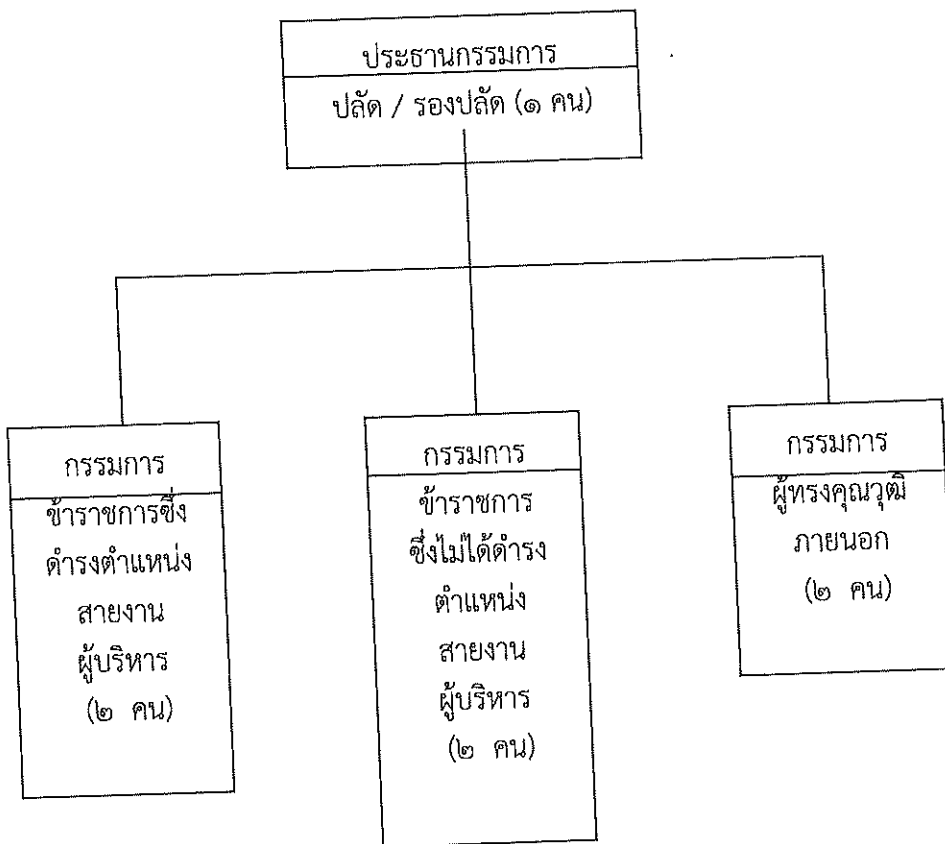 ประธานกรรมการ
ปลัด / รองปลัด (๑ คน)
กรรมการ
ข้าราชการซึ่ง
ดำรงตำแหน่ง
สายงาน
ผู้บริหาร
(๒ คน)
กรรมการ
ข้าราชการ
ซึ่งไม่ได้ดำรง
ตำแหน่ง
สายงาน
ผู้บริหาร
(๒ คน)
กรรมการ
ผู้ทรงคุณวุฒิ
ภายนอก
(๒ คน)